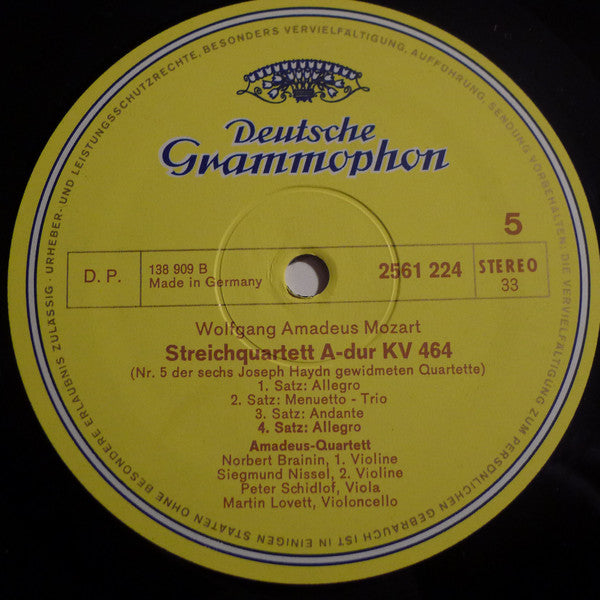 URHEBER- UND LEISTUNGSSCHUTZRECHTE, BESONDERS VERVIELFÄLTIGUNG, AUFFÜHRUNG, SENDUNG VORBEHALTEN. DIE VERVIELFÄLTIGUNG ZUM PERSÖNLICHEN GEBRAUCH IST IN EINIGEN STAATEN OHNE BESONDERE ERLAUBNIS ZULÄSSIG ·
Deutsche
Grammophon
5
D. P.
138 909 B
Made in Germany
2561 224
STEREO
33
Wolfgang Amadeus Mozart
Streichquartett A-dur KV 464
(Nr. 5 der sechs Joseph Haydn gewidmeten Quartette)
1. Satz: Allegro
2. Satz: Menuetto - Trio
3. Satz: Andante
4. Satz: Allegro
Amadeus-Quartett
Norbert Brainin, 1. Violine
Siegmund Nissel, 2. Violine
Peter Schidlof, Viola
Martin Lovett, Violoncello